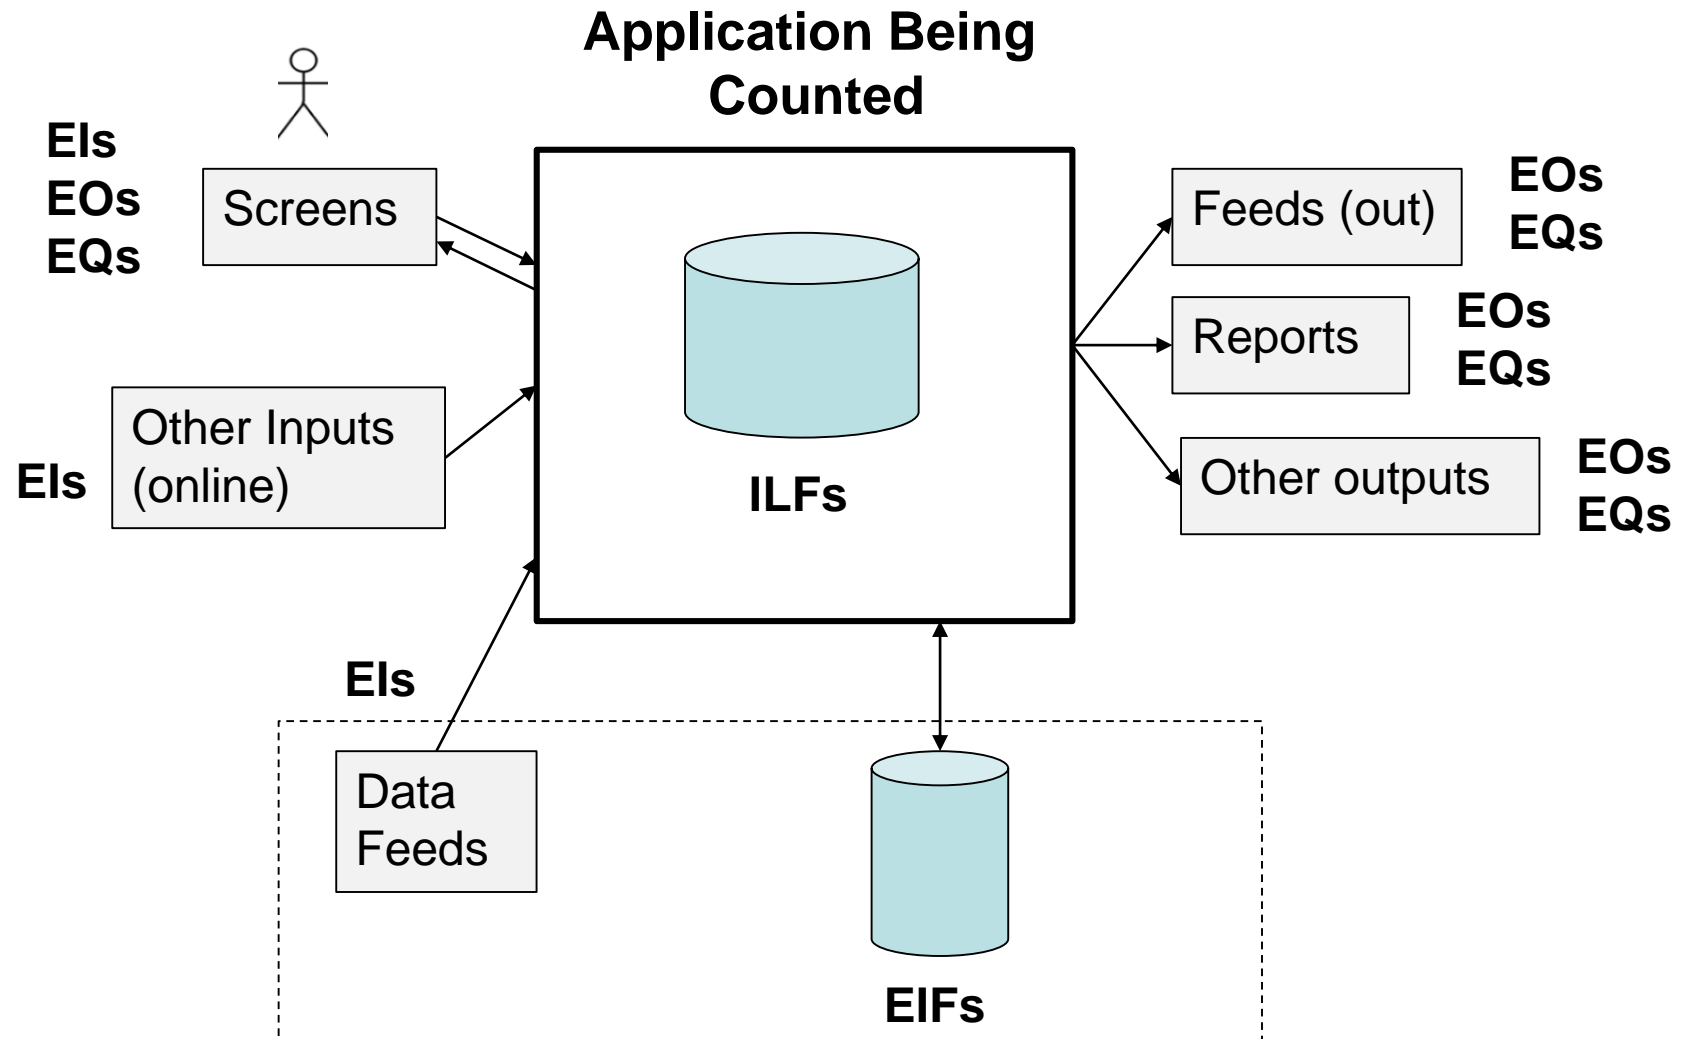 Application Being
Counted
EIs
EOs
EQs
Screens
Other Inputs
(online)
EIs
ILFs
Feeds (out)
EOs
EQs
Reports
EOs
EQs
Other outputs
EOs
EQs
EIs
Data
Feeds
EIFs